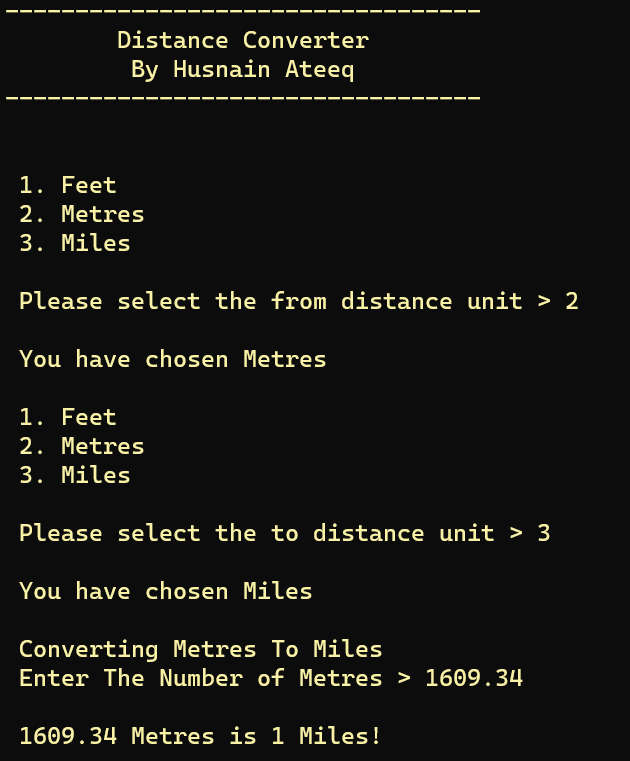 ----------------------------------
Distance Converter
By Husnain Ateeq
----------------------------------
1. Feet
2. Metres
3. Miles
Please select the from distance unit > 2
You have chosen Metres
1. Feet
2. Metres
3. Miles
Please select the to distance unit > 3
You have chosen Miles
Converting Metres To Miles
Enter The Number of Metres > 1609.34
1609.34 Metres is 1 Miles!